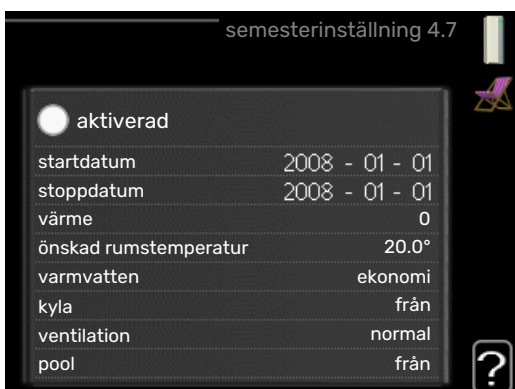 semesterinställning 4.7
aktiverad
startdatum 2008 - 01 - 01
stoppdatum 2008 - 01 - 01
värme 0
önskad rumstemperatur 20.0°
varmvatten ekonomi
kyla från
ventilation normal
pool från
?